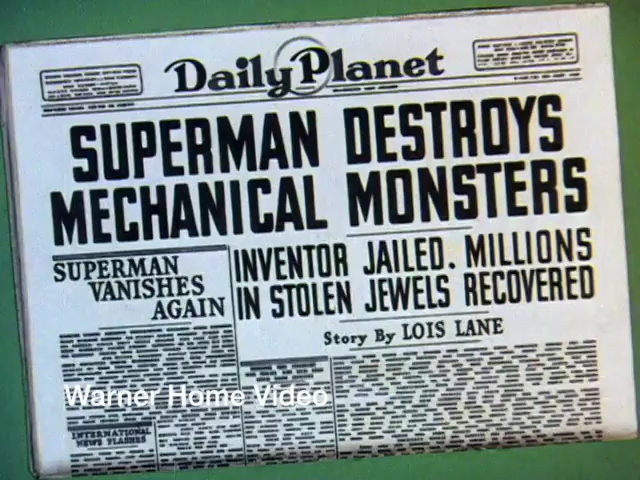 Daily Planet
SUPERMAN DESTROYS
MECHANICAL MONSTERS
SUPERMAN
VANISHES
AGAIN
INVENTOR JAILED. MILLIONS
IN STOLEN JEWELS RECOVERED
Story By LOIS LANE
Warner Home Video
INTERNATIONAL
NEWS FLASHES